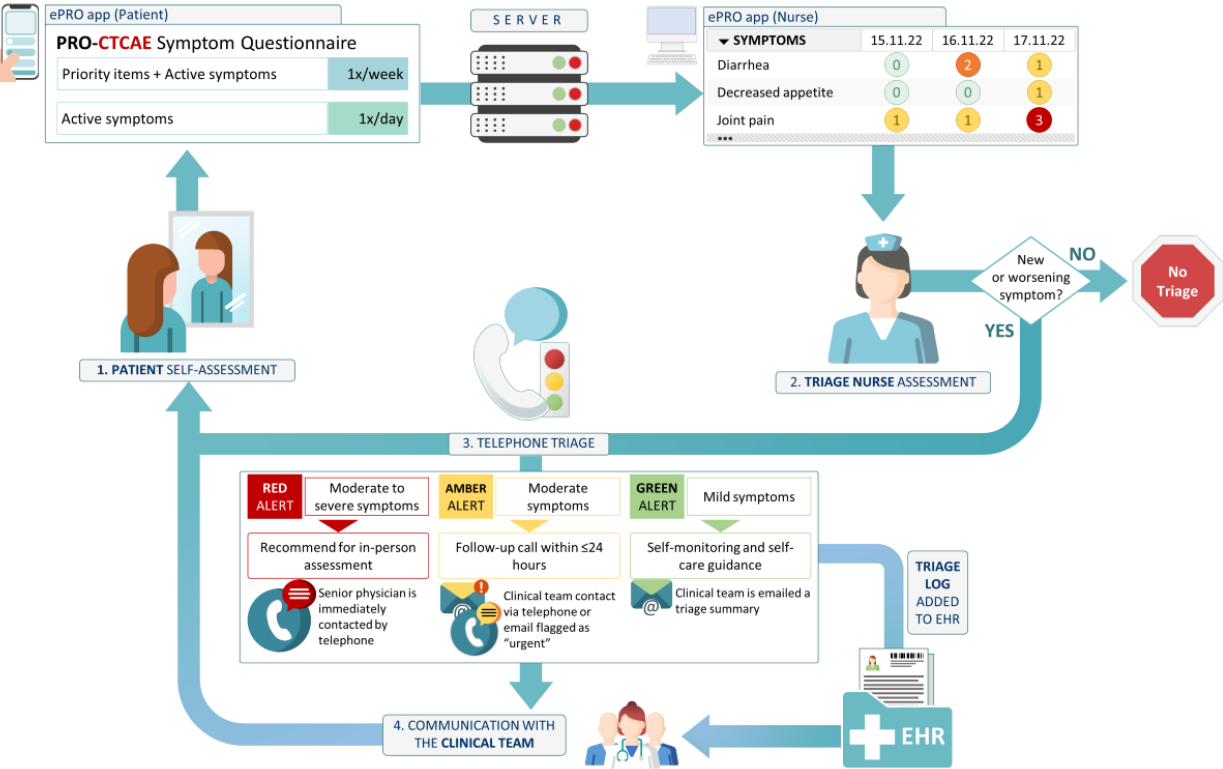 ePRO app (Patient)
PRO-CTCAE Symptom Questionnaire
Priority items + Active symptoms 1x/week
Active symptoms 1x/day
SERVER
ePRO app (Nurse)
SYMPTOMS 15.11.22 16.11.22 17.11.22
Diarrhea 0 2 1
Decreased appetite 0 0 1
Joint pain 1 1 3
•••
1. PATIENT SELF-ASSESSMENT
2. TRIAGE NURSE ASSESSMENT
New
or worsening
symptom?
NO
YES
No
Triage
3. TELEPHONE TRIAGE
RED
ALERT
Moderate to
severe symptoms
Recommend for in-person
assessment
Senior physician is
immediately
contacted by
telephone
AMBER
ALERT
Moderate
symptoms
Follow-up call within ≤24
hours
!
@
Clinical team contact
via telephone or
email flagged as
"urgent"
GREEN
ALERT
Mild symptoms
Self-monitoring and self-
care guidance
@
Clinical team is emailed a
triage summary
TRIAGE
LOG
ADDED
TO EHR
EHR
4. COMMUNICATION WITH
THE CLINICAL TEAM